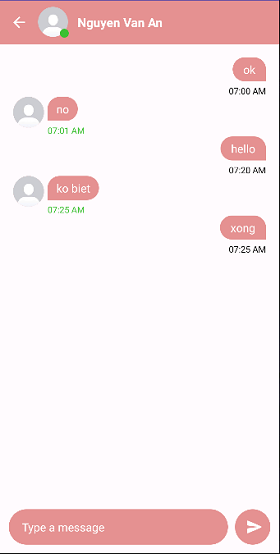 Nguyen Van An
ok
07:00 AM
no
07:01 AM
hello
07:20 AM
ko biet
07:25 AM
xong
07:25 AM
Type a message